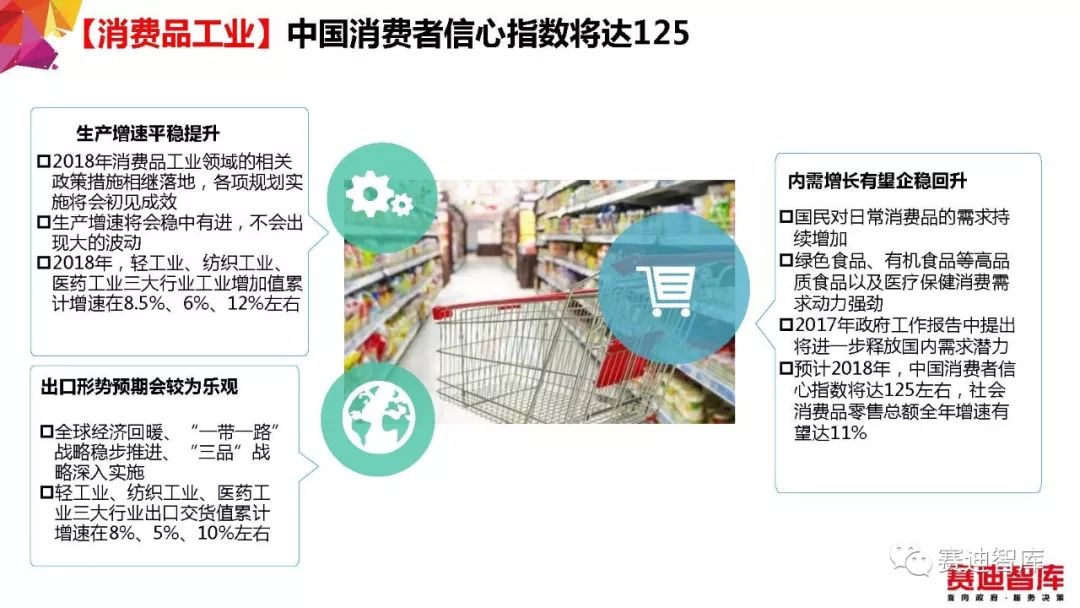 【消费品工业】中国消费者信心指数将达125
生产增速平稳提升
2018年消费品工业领域的相关
政策措施相继落地，各项规划实
施将会初见成效
生产增速将会稳中有进，不会出
现大的波动
2018年，轻工业、纺织工业、
医药工业三大行业工业增加值累
计增速在8.5%、6%、12%左右
出口形势预期会较为乐观
全球经济回暖、“一带一路”
战略稳步推进、“三品”战
略深入实施
轻工业、纺织工业、医药工
业三大行业出口交货值累计
增速在8%、5%、10%左右
内需增长有望企稳回升
国民对日常消费品的需求持
续增加
绿色食品、有机食品等高品
质食品以及医疗保健消费需
求动力强劲
2017年政府工作报告中提出
将进一步释放国内需求潜力
预计2018年，中国消费者信
心指数将达125左右，社会
消费品零售总额全年增速有
望达11%
赛迪智库
赛迪智库
面向政府·服务决策